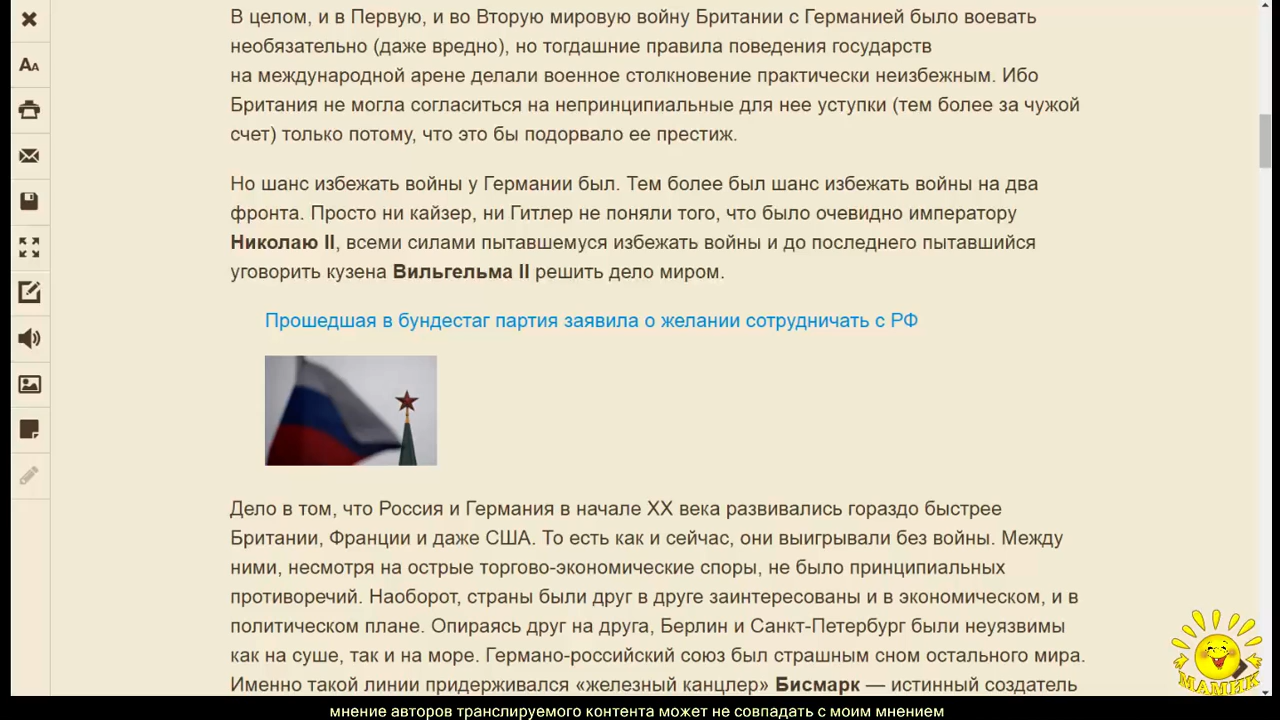 В целом, и в Первую, и во Вторую мировую войну Британии с Германией было воевать
необязательно (даже вредно), но тогдашние правила поведения государств
на международной арене делали военное столкновение практически неизбежным. Ибо
Британия не могла согласиться на непринципиальные для нее уступки (тем более за чужой
счет) только потому, что это бы подорвало ее престиж.
Но шанс избежать войны у Германии был. Тем более был шанс избежать войны на два
фронта. Просто ни кайзер, ни Гитлер не поняли того, что было очевидно императору
Николаю II, всеми силами пытавшемуся избежать войны и до последнего пытавшийся
уговорить кузена Вильгельма II решить дело миром.
Прошедшая в бундестаг партия заявила о желании сотрудничать с РФ
Дело в том, что Россия и Германия в начале XX века развивались гораздо быстрее
Британии, Франции и даже США. То есть как и сейчас, они выигрывали без войны. Между
ними, несмотря на острые торгово-экономические споры, не было принципиальных
противоречий. Наоборот, страны были друг в друге заинтересованы и в экономическом, и в
политическом плане. Опираясь друг на друга, Берлин и Санкт-Петербург были неуязвимы
как на суше, так и на море. Германо-российский союз был страшным сном остального мира.
Именно такой линии придерживался «железный канцлер» Бисмарк — истинный создатель
МАМИК
мнение авторов транслируемого контента может не совпадать с моим мнением